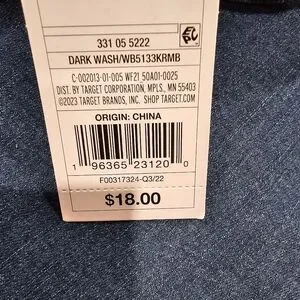 331 05 5222
DARK WASH/WB5133KRMB
C-002013-01-005 WF21 50A01-0025
DIST. BY TARGET CORPORATION, MPLS., MN 55403
©2023 TARGET BRANDS, INC. SHOP TARGET.COM
ORIGIN: CHINA
1 96365 23120 0
F00317324-Q3/22
$18.00